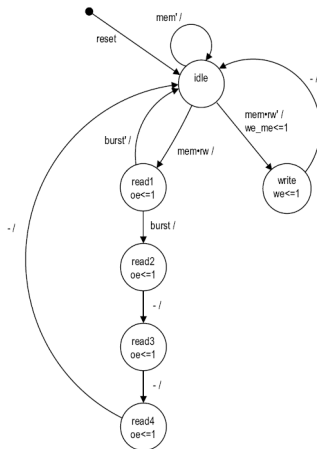 mem' /
reset
idle
- /
burst' /
mem•rw /
mem•rw' /
we_me<=1
read1
oe<=1
write
we<=1
burst /
- /
read2
oe<=1
- /
read3
oe<=1
- /
read4
oe<=1